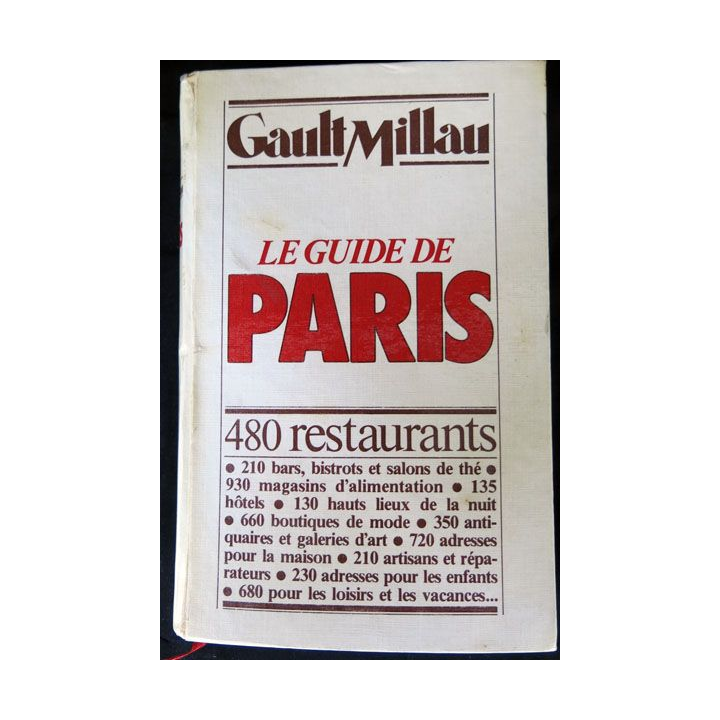 Gault Millau
LE GUIDE DE
PARIS
480 restaurants
● 210 bars, bistrots et salons de thé ●
930 magasins d'alimentation ● 135
hôtels ● 130 hauts lieux de la nuit
● 660 boutiques de mode ● 350 anti-
quaires et galeries d'art ● 720 adresses
pour la maison ● 210 artisans et répa-
rateurs ● 230 adresses pour les enfants
● 680 pour les loisirs et les vacances...